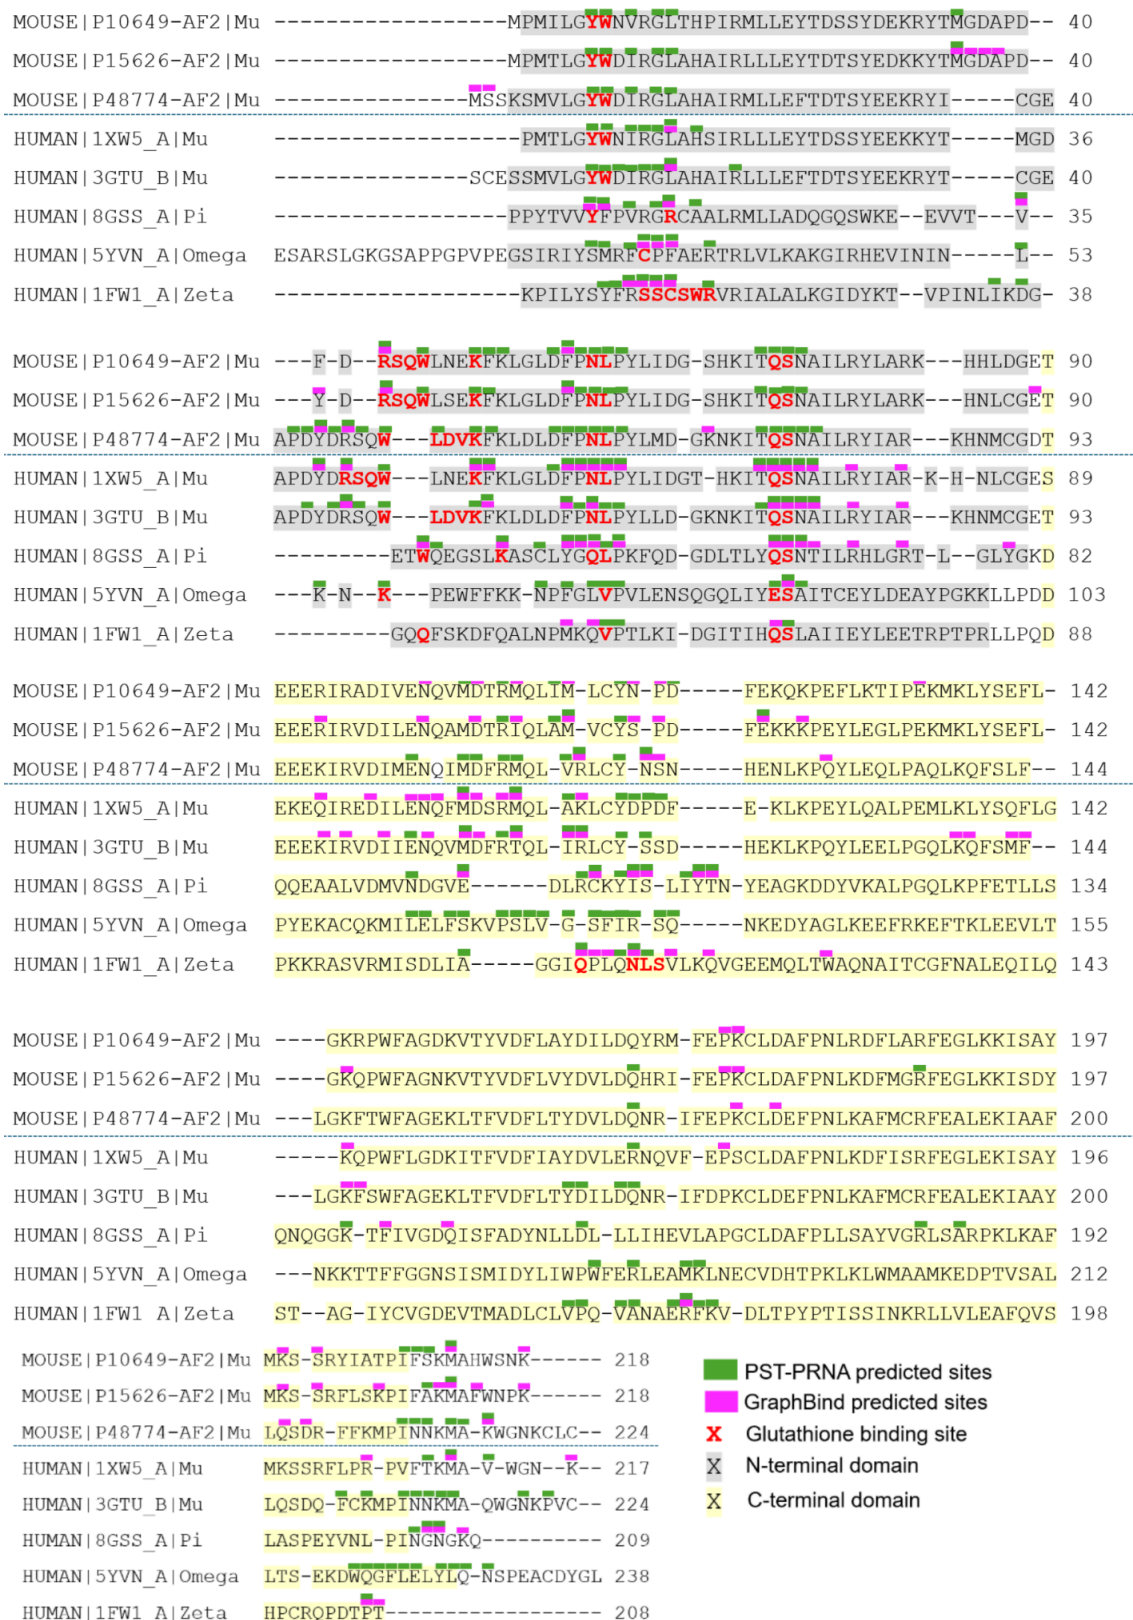 MOUSE|P10649-AF2|Mu ------------------MPMILGYWNVRGLTHPIRMLLEYTDSSYDEKRYTMGDAPD-- 40
MOUSE|P15626-AF2|Mu ------------------MPMTLGYWDIRGLAHAIRMLLEYTDTSYEDKKYTMGDAPD-- 40
MOUSE|P48774-AF2|Mu ---------------MSSKSMVLGYWDIRGLAHAIRMLLEFTDTSYEEKRYI-----CGE 40
HUMAN|1XW5_A|Mu -------------------PMTLGYWNIRGLAHSIRLLLEYTDSSYEEKKYT-----MGD 36
HUMAN|3GTU_B|Mu ---------------SCESSMVLGYWDIRGLAHAIRLLLEFTDTSYEEKRYT-----CGE 40
HUMAN|8GSS_A|Pi ------------------PPYTVVYFPVRGRCAALRMLLADQGQSWKE--EVVT---V-- 35
HUMAN|5YVN_A|Omega ESARSLGKGSAPPGPVPEGSIRIYSMRFCPFAERTRLVLKAKGIRHEVININ-----L-- 53
HUMAN|1FW1_A|Zeta -------------------KPILYSYFRSSCSWRVRIALALKGIDYKT--VPINLIKDG- 38
MOUSE|P10649-AF2|Mu ---F-D--RSQWLNEKFKLGLDFPNLPYLIDG-SHKITQSNAILRYLARK---HHLDGET 90
MOUSE|P15626-AF2|Mu ---Y-D--RSQWLSEKFKLGLDFPNLPYLIDG-SHKITQSNAILRYLARK---HNLCGET 90
MOUSE|P48774-AF2|Mu APDYDRSQW---LDVKFKLDLDFPNLPYLMD-GKNKITQSNAILRYIAR---KHNMCGDT 93
HUMAN|1XW5_A|Mu APDYDRSQW---LNEKFKLGLDFPNLPYLIDGT-HKITQSNAILRYIAR-K-H-NLCGES 89
HUMAN|3GTU_B|Mu APDYDRSQW---LDVKFKLDLDFPNLPYLLD-GKNKITQSNAILRYIAR---KHNMCGET 93
HUMAN|8GSS_A|Pi ---------ETWQEGSLKASCLYGQLPKFQD-GDLTLYQSNTILRHLGRT-L--GLYGKD 82
HUMAN|5YVN_A|Omega ---K-N--K---PEWFFKK-NPFGLVPVLENSQGQLIYESAITCEYLDEAYPGKKLLPDD 103
HUMAN|1FW1_A|Zeta ---------GQQFSKDFQALNPMKQVPTLKI-DGITIHQSLAIIEYLEETRPTPRLLPQD 88
MOUSE|P10649-AF2|Mu EEERIRADIVENQVMDTRMQLIM-LCYN-PD-----FEKQKPEFLKTIPEKMKLYSEFL- 142
MOUSE|P15626-AF2|Mu EEERIRVDILENQAMDTRIQLAM-VCYS-PD-----FEKKKPEYLEGLPEKMKLYSEFL- 142
MOUSE|P48774-AF2|Mu EEEKIRVDIMENQIMDFRMQL-VRLCY-NSN-----HENLKPQYLEQLPAQLKQFSLF-- 144
HUMAN|1XW5_A|Mu EKEQIREDILENQFMDSRMQL-AKLCYDPDF-----E-KLKPEYLQALPEMLKLYSQFLG 142
HUMAN|3GTU_B|Mu EEEKIRVDIIENQVMDFRTQL-IRLCY-SSD-----HEKLKPQYLEELPGQLKQFSMF-- 144
HUMAN|8GSS_A|Pi QQEAALVDMVNDGVE------DLRCKYIS-LIYTN-YEAGKDDYVKALPGQLKPFETLLS 134
HUMAN|5YVN_A|Omega PYEKACQKMILELFSKVPSLV-G-SFIR-SQ-----NKEDYAGLKEEFRKEFTKLEEVLT 155
HUMAN|1FW1_A|Zeta PKKRASVRMISDLIA-----GGIQPLQNLSVLKQVGEEMQLTWAQNAITCGFNALEQILQ 143
MOUSE|P10649-AF2|Mu ----GKRPWFAGDKVTYVDFLAYDILDQYRM-FEPKCLDAFPNLRDFLARFEGLKKISAY 197
MOUSE|P15626-AF2|Mu ----GKQPWFAGNKVTYVDFLVYDVLDQHRI-FEPKCLDAFPNLKDFMGRFEGLKKISDY 197
MOUSE|P48774-AF2|Mu ---LGKFTWFAGEKLTFVDFLTYDVLDQNR-IFEPKCLDEFPNLKAFMCRFEALEKIAAF 200
HUMAN|1XW5_A|Mu -----KQPWFLGDKITFVDFIAYDVLERNQVF-EPSCLDAFPNLKDFISRFEGLEKISAY 196
HUMAN|3GTU_B|Mu ---LGKFSWFAGEKLTFVDFLTYDILDQNR-IFDPKCLDEFPNLKAFMCRFEALEKIAAY 200
HUMAN|8GSS_A|Pi QNQGGK-TFIVGDQISFADYNLLDL-LLIHEVLAPGCLDAFPLLSAYVGRLSARPKLKAF 192
HUMAN|5YVN_A|Omega ---NKKTTFFGGNSISMIDYLIWPWFERLEAMKLNECVDHTPKLKLWMAAMKEDPTVSAL 212
HUMAN|1FW1_A|Zeta ST--AG-IYCVGDEVTMADLCLVPQ-VANAERFKV-DLTPYPTISSINKRLLVLEAFQVS 198
MOUSE|P10649-AF2|Mu MKS-SRYIATPIFSKMAHWSNK------ 218
MOUSE|P15626-AF2|Mu MKS-SRFLSKPIFAKMAFWNPK------ 218
MOUSE|P48774-AF2|Mu LQSDR-FFKMPINNKMA-KWGNKCLC-- 224
HUMAN|1XW5_A|Mu MKSSRFLPR-PVFTKMA-V-WGN--K-- 217
HUMAN|3GTU_B|Mu LQSDQ-FCKMPINNKMA-QWGNKPVC-- 224
HUMAN|8GSS_A|Pi LASPEYVNL-PINGNGKQ---------- 209
HUMAN|5YVN_A|Omega LTS-EKDWQGFLELYLQ-NSPEACDYGL 238
HUMAN|1FW1_A|Zeta HPCRQPDTPT------------------ 208
PST-PRNA predicted sites
GraphBind predicted sites
X Glutathione binding site
X N-terminal domain
X C-terminal domain